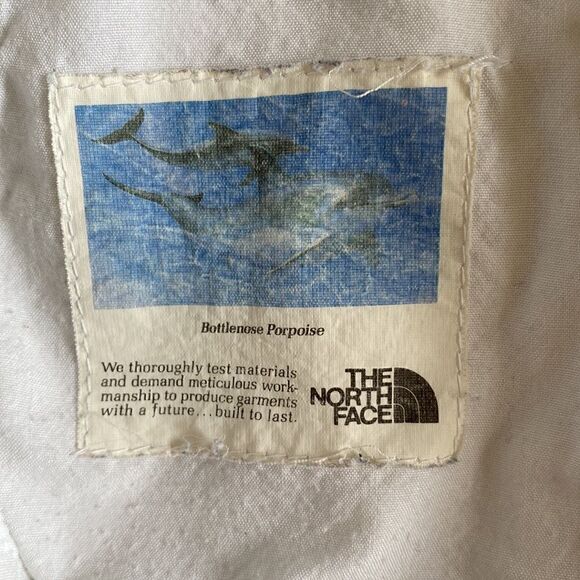 Bottlenose Porpoise
We thoroughly test materials
and demand meticulous work-
manship to produce garments
with a future...built to last.
THE
NORTH
FACE